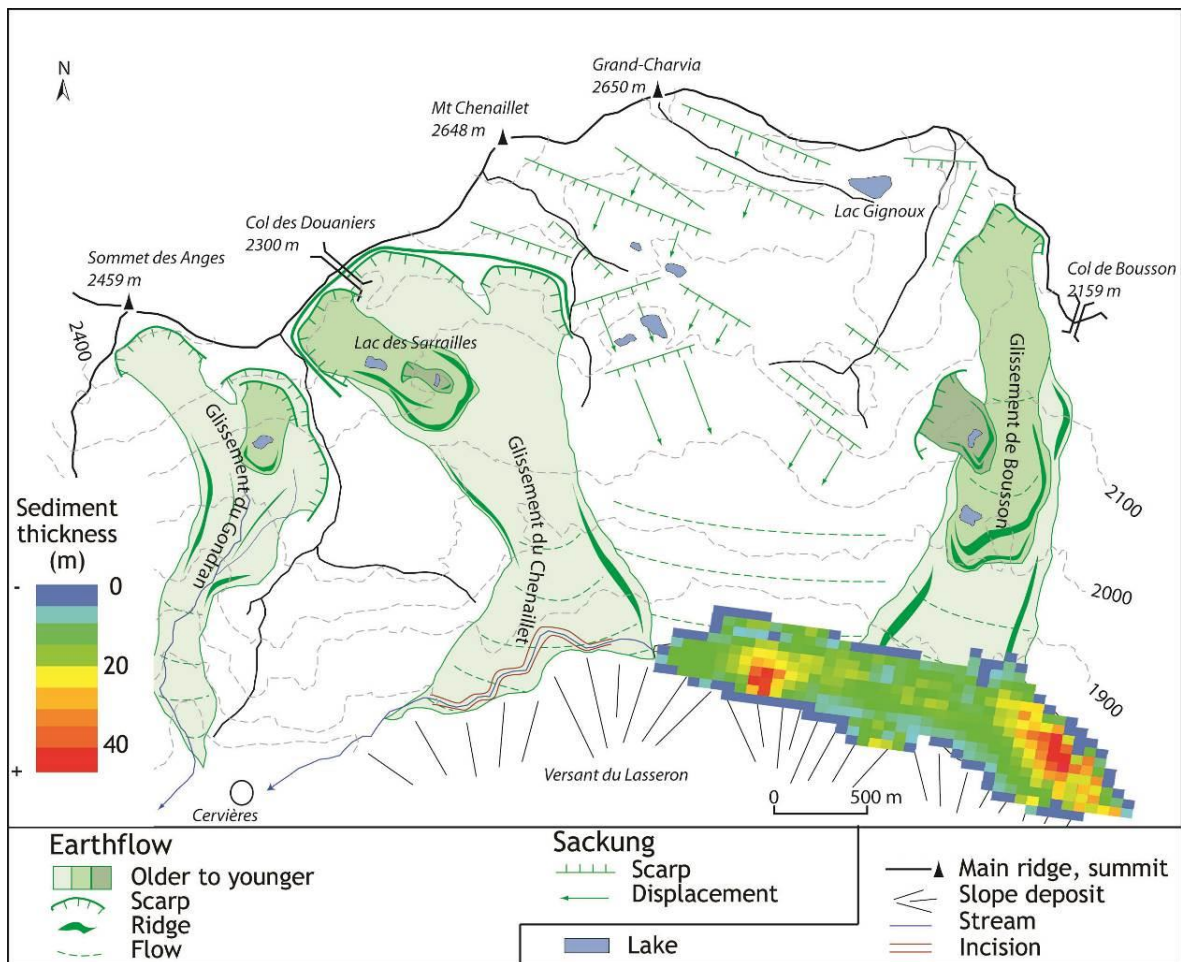 N
Grand-Charvia
2650 m
Mt Chenaillet
2648 m
Lac Gignoux
Col des Douaniers
2300 m
Sommet des Anges
2459 m
Col de Bousson
2159 m
2400
Lac des Sarrailles
Glissement du Gondran
Glissement du Chenaillet
Glissement de Bousson
2100
2000
1900
Sediment
thickness
(m)
- 0
20
40
+
Versant du Lasseron
0 500 m
Cervières
Earthflow
Older to younger
Scarp
Ridge
Flow
Sackung
Scarp
Displacement
Lake
Main ridge, summit
Slope deposit
Stream
Incision